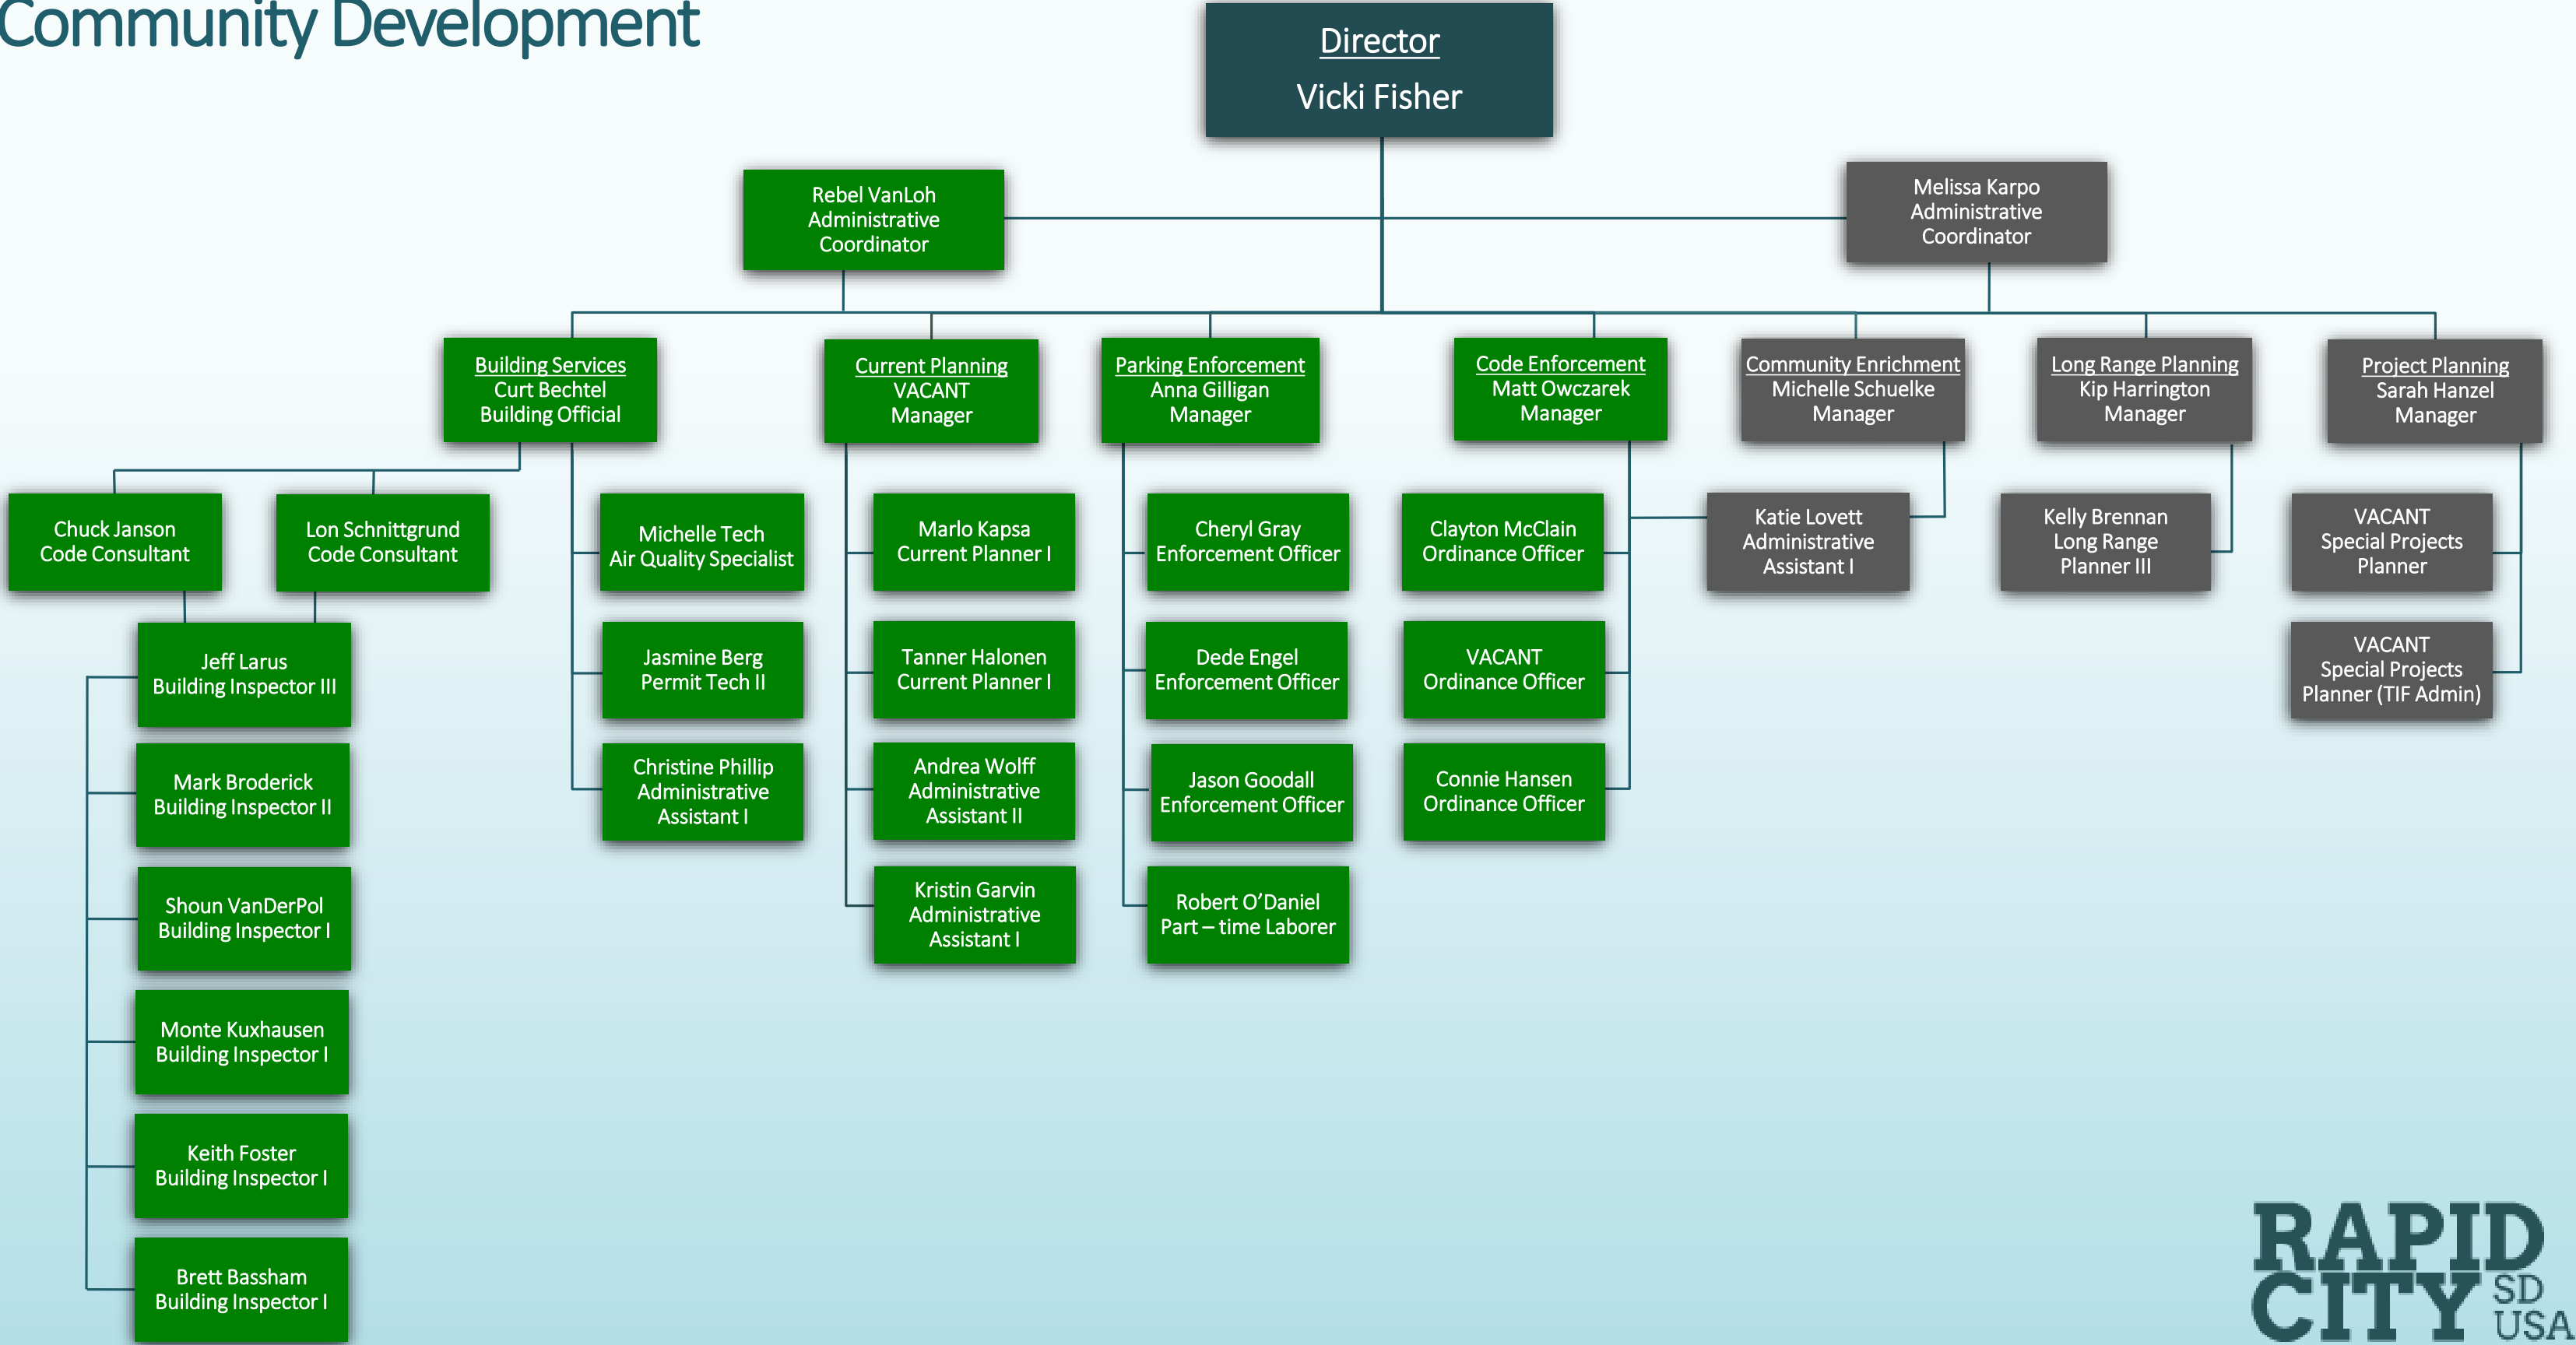 Community Development
Director
Vicki Fisher
Rebel VanLoh
Administrative
Coordinator
Melissa Karpo
Administrative
Coordinator
Building Services
Curt Bechtel
Building Official
Current Planning
VACANT
Manager
Parking Enforcement
Anna Gilligan
Manager
Code Enforcement
Matt Owczarek
Manager
Community Enrichment
Michelle Schuelke
Manager
Long Range Planning
Kip Harrington
Manager
Project Planning
Sarah Hanzel
Manager
Chuck Janson
Code Consultant
Lon Schnittgrund
Code Consultant
Michelle Tech
Air Quality Specialist
Marlo Kapsa
Current Planner I
Cheryl Gray
Enforcement Officer
Clayton McClain
Ordinance Officer
Katie Lovett
Administrative
Assistant I
Kelly Brennan
Long Range
Planner III
VACANT
Special Projects
Planner
Jeff Larus
Building Inspector III
Jasmine Berg
Permit Tech II
Tanner Halonen
Current Planner I
Dede Engel
Enforcement Officer
VACANT
Ordinance Officer
VACANT
Special Projects
Planner (TIF Admin)
Mark Broderick
Building Inspector II
Christine Phillip
Administrative
Assistant I
Andrea Wolff
Administrative
Assistant II
Jason Goodall
Enforcement Officer
Connie Hansen
Ordinance Officer
Shoun VanDerPol
Building Inspector I
Kristin Garvin
Administrative
Assistant I
Robert O’Daniel
Part – time Laborer
Monte Kuxhausen
Building Inspector I
Keith Foster
Building Inspector I
Brett Bassham
Building Inspector I
RAPID
CITY SD
USA